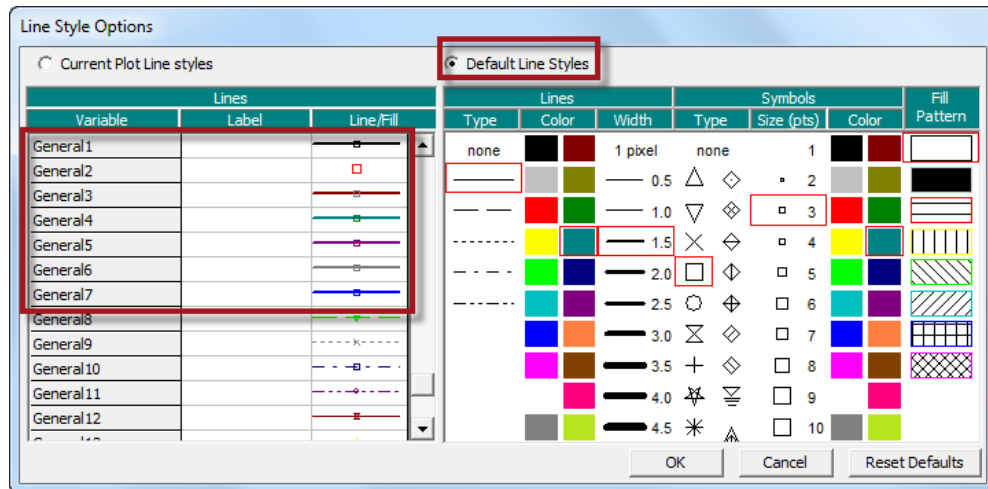 Line Style Options
Current Plot Line styles
Default Line Styles
Lines
Variable Label Line/Fill
General1
General2
General3
General4
General5
General6
General7
General8
General9
General10
General11
General12
Lines Symbols Fill Pattern
Type Color Width Type Size (pts) Color
none 1 pixel none 1
0.5 2
1.0 3
1.5 4
2.0 5
2.5 6
3.0 7
3.5 8
4.0 9
4.5 10
OK Cancel Reset Defaults